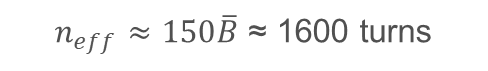 n_eff ≈ 150B̄ ≈ 1600 turns